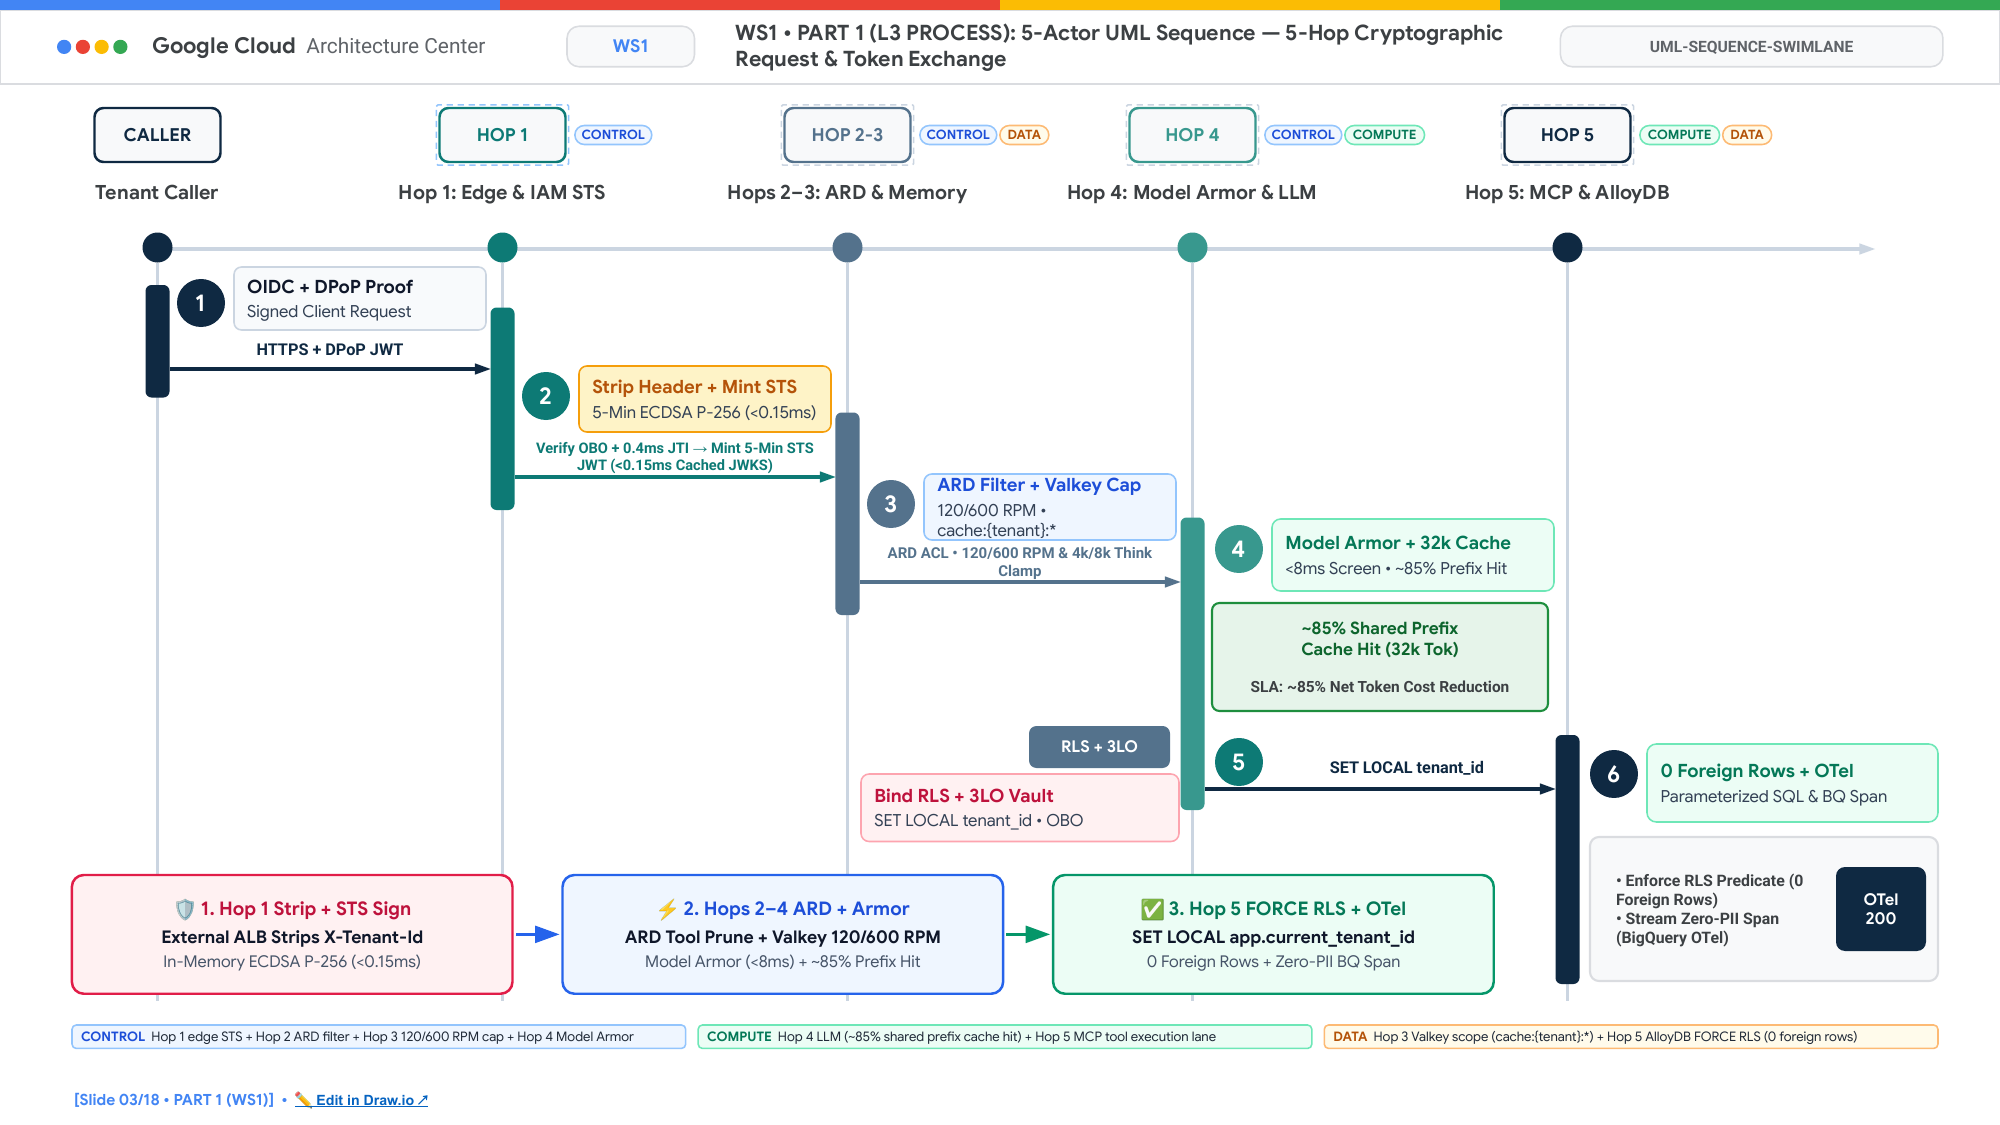 Google Cloud Architecture Center
WS1
WS1 • PART 1 (L3 PROCESS): 5-Actor UML Sequence — 5-Hop Cryptographic
Request & Token Exchange
UML-SEQUENCE-SWIMLANE
CALLER
HOP 1
CONTROL
HOP 2-3
CONTROL
DATA
HOP 4
CONTROL
COMPUTE
HOP 5
COMPUTE
DATA
Tenant Caller
Hop 1: Edge & IAM STS
Hops 2–3: ARD & Memory
Hop 4: Model Armor & LLM
Hop 5: MCP & AlloyDB
1
OIDC + DPoP Proof
Signed Client Request
HTTPS + DPoP JWT
2
Strip Header + Mint STS
5-Min ECDSA P-256 (<0.15ms)
Verify OBO + 0.4ms JTI → Mint 5-Min STS
JWT (<0.15ms Cached JWKS)
3
ARD Filter + Valkey Cap
120/600 RPM •
cache:{tenant}:*
ARD ACL • 120/600 RPM & 4k/8k Think
Clamp
4
Model Armor + 32k Cache
<8ms Screen • ~85% Prefix Hit
~85% Shared Prefix
Cache Hit (32k Tok)
SLA: ~85% Net Token Cost Reduction
RLS + 3LO
Bind RLS + 3LO Vault
SET LOCAL tenant_id • OBO
5
SET LOCAL tenant_id
6
0 Foreign Rows + OTel
Parameterized SQL & BQ Span
• Enforce RLS Predicate (0
Foreign Rows)
• Stream Zero-PII Span
(BigQuery OTel)
OTel
200
🛡️ 1. Hop 1 Strip + STS Sign
External ALB Strips X-Tenant-Id
In-Memory ECDSA P-256 (<0.15ms)
⚡ 2. Hops 2–4 ARD + Armor
ARD Tool Prune + Valkey 120/600 RPM
Model Armor (<8ms) + ~85% Prefix Hit
✅ 3. Hop 5 FORCE RLS + OTel
SET LOCAL app.current_tenant_id
0 Foreign Rows + Zero-PII BQ Span
CONTROL Hop 1 edge STS + Hop 2 ARD filter + Hop 3 120/600 RPM cap + Hop 4 Model Armor
COMPUTE Hop 4 LLM (~85% shared prefix cache hit) + Hop 5 MCP tool execution lane
DATA Hop 3 Valkey scope (cache:{tenant}:*) + Hop 5 AlloyDB FORCE RLS (0 foreign rows)
[Slide 03/18 • PART 1 (WS1)] • ✏️ Edit in Draw.io ↗